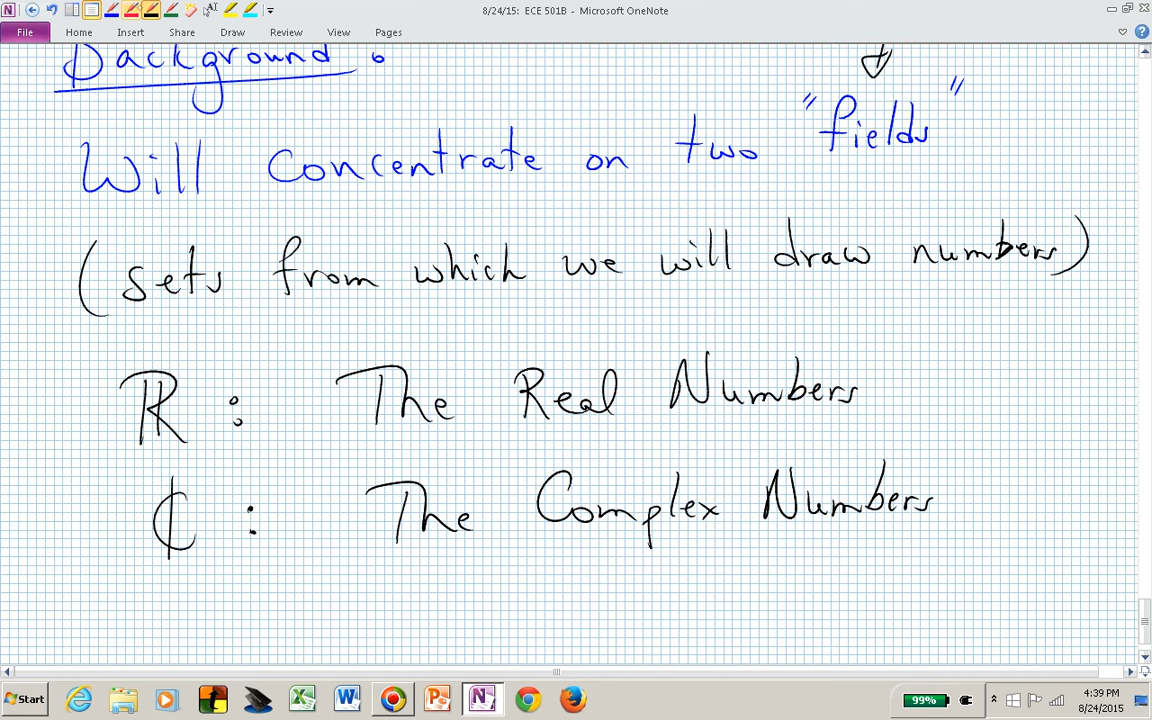 8/24/15: ECE 501B - Microsoft OneNote
File Home Insert Share Draw Review View Pages
Background :
Will Concentrate on two "fields"
(sets from which we will draw numbers)
ℝ : The Real Numbers
ℂ : The Complex Numbers
Start 99% 4:39 PM
8/24/2015